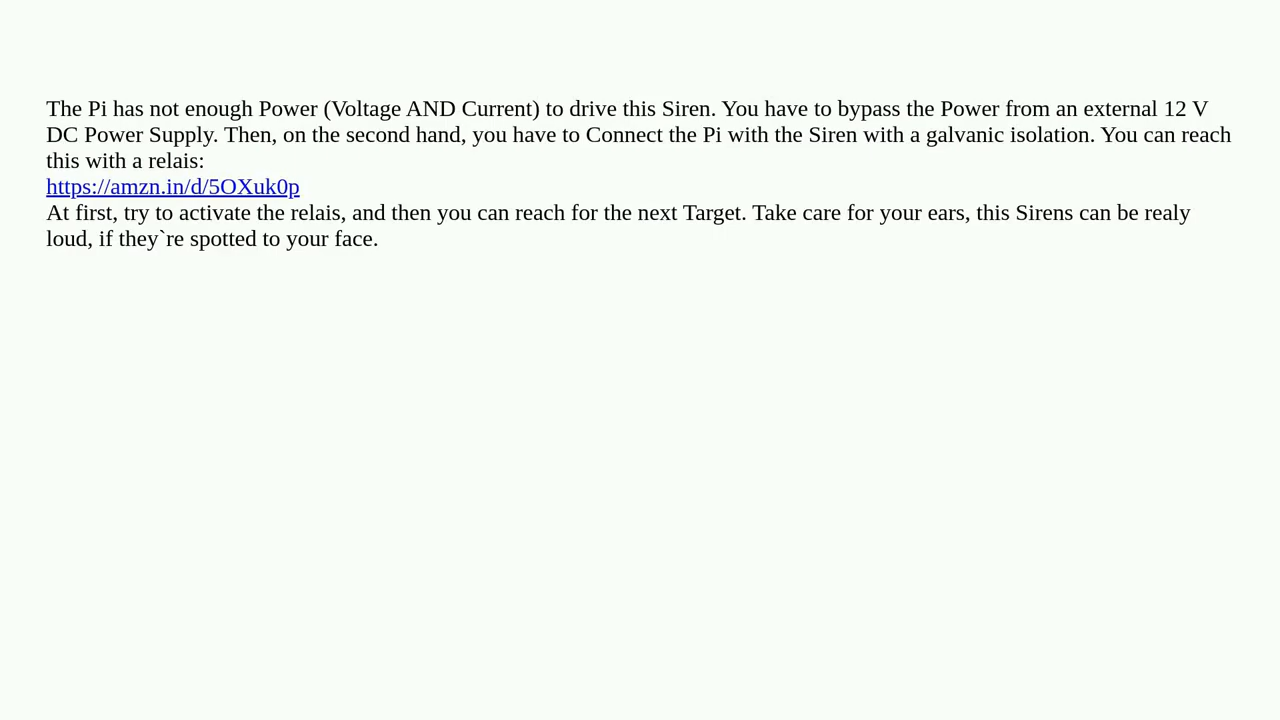 The Pi has not enough Power (Voltage AND Current) to drive this Siren. You have to bypass the Power from an external 12 V
DC Power Supply. Then, on the second hand, you have to Connect the Pi with the Siren with a galvanic isolation. You can reach
this with a relais:
https://amzn.in/d/5OXuk0p
At first, try to activate the relais, and then you can reach for the next Target. Take care for your ears, this Sirens can be realy
loud, if they`re spotted to your face.